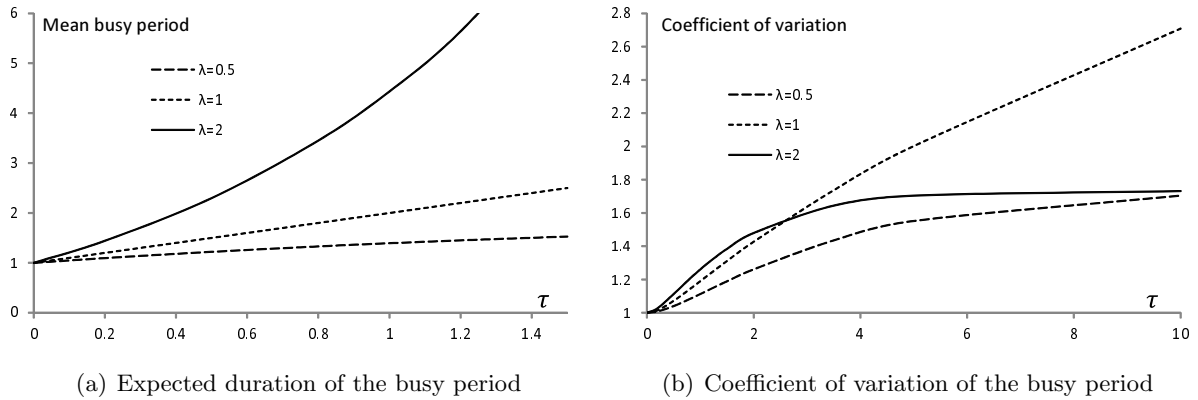 Mean busy period
6
5
4
3
2
1
0
λ=0.5
λ=1
λ=2
τ
0 0.2 0.4 0.6 0.8 1 1.2 1.4
(a) Expected duration of the busy period
Coefficient of variation
2.8
2.6
2.4
2.2
2
1.8
1.6
1.4
1.2
1
λ=0.5
λ=1
λ=2
τ
0 2 4 6 8 10
(b) Coefficient of variation of the busy period